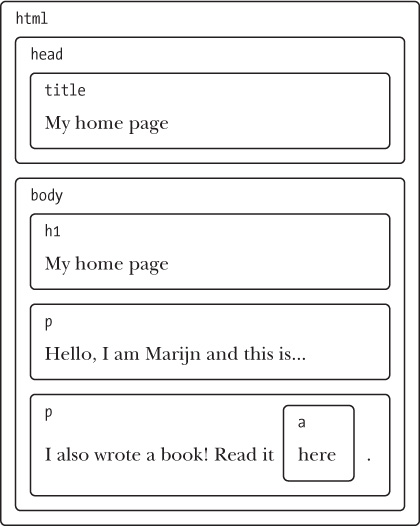 html
head
title
My home page
body
h1
My home page
p
Hello, I am Marijn and this is...
p
a
I also wrote a book! Read it here .